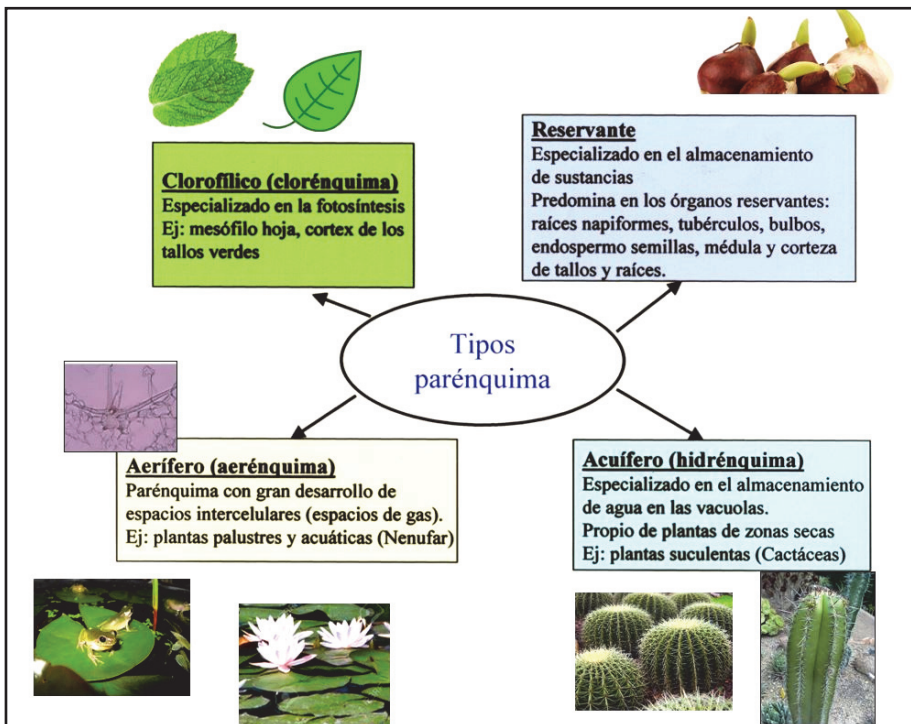 Clorofílico (clorénquima)
Especializado en la fotosíntesis
Ej: mesófilo hoja, cortex de los
tallos verdes
Reservante
Especializado en el almacenamiento
de sustancias
Predomina en los órganos reservantes:
raíces napiformes, tubérculos, bulbos,
endospermo semillas, médula y corteza
de tallos y raíces.
Tipos
parénquima
Aerífero (aerénquima)
Parénquima con gran desarrollo de
espacios intercelulares (espacios de gas).
Ej: plantas palustres y acuáticas (Nenufar)
Acuífero (hidrénquima)
Especializado en el almacenamiento
de agua en las vacuolas.
Propio de plantas de zonas secas
Ej: plantas suculentas (Cactáceas)